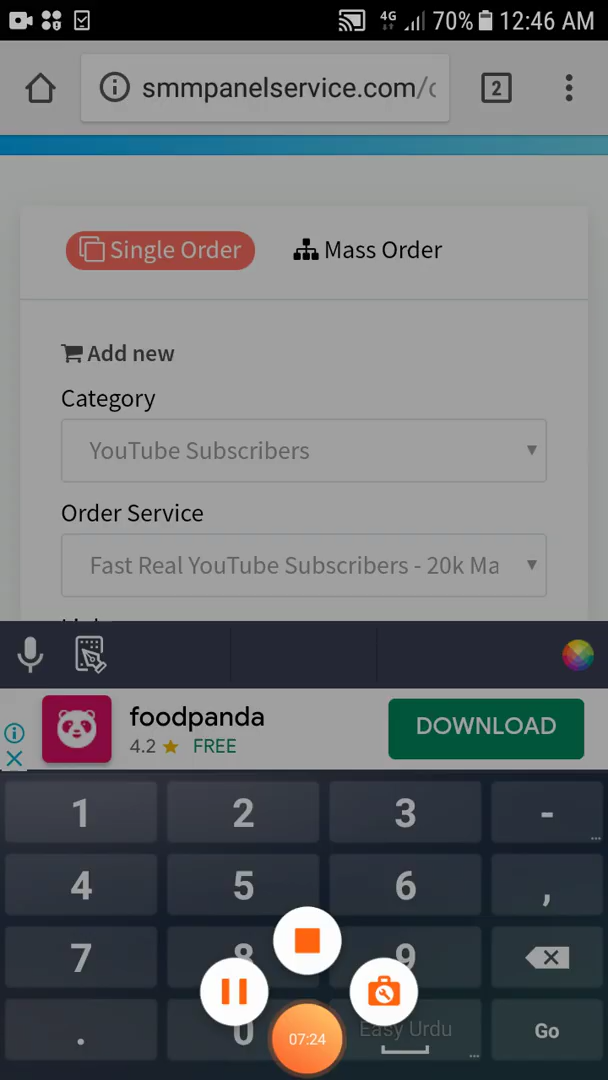 4G 70% 12:46 AM
smmpanelservice.com/
2
Single Order
Mass Order
Add new
Category
YouTube Subscribers
Order Service
Fast Real YouTube Subscribers - 20k Ma
foodpanda
4.2 ★ FREE
DOWNLOAD
1 2 3 -
4 5 6 ,
7 8 9
. 0 Easy Urdu Go
07:24